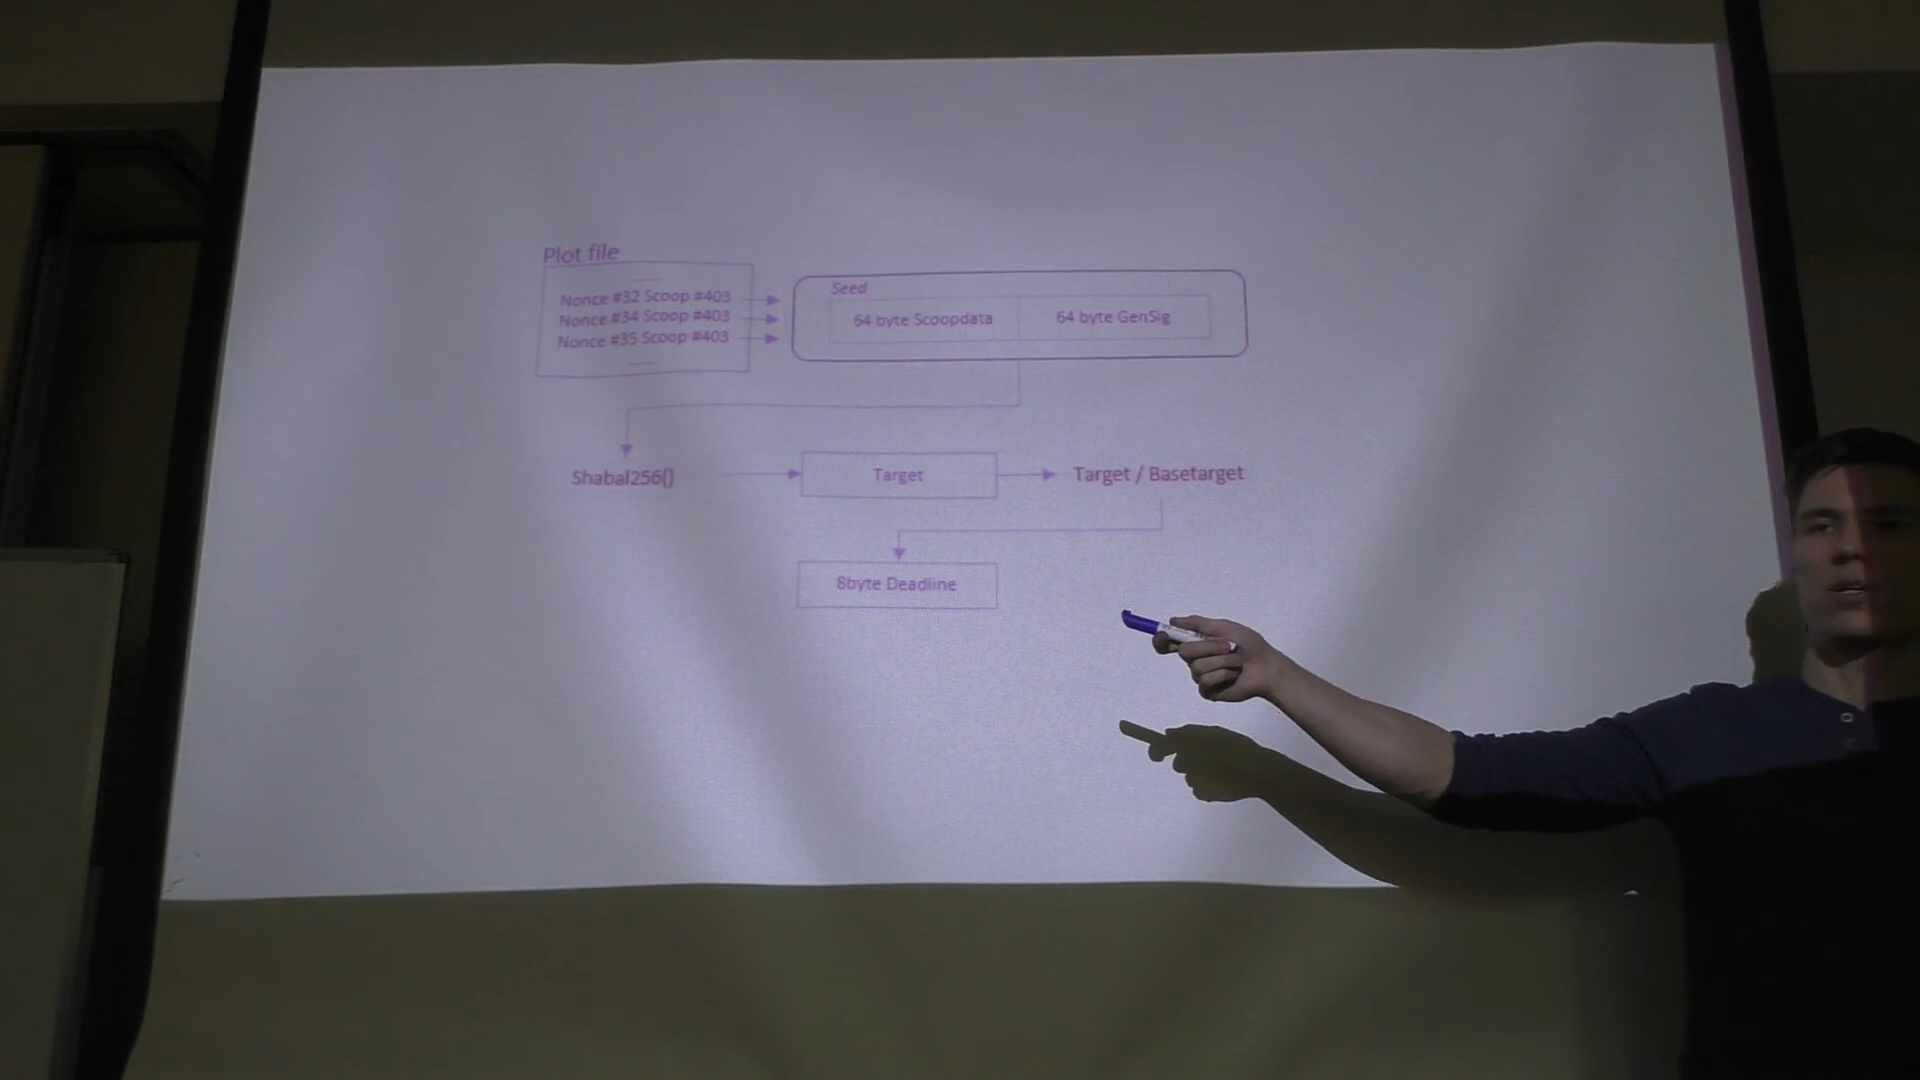 Plot file
Nonce #32 Scoop #403
Nonce #34 Scoop #403
Nonce #35 Scoop #403
Seed
64 byte Scoopdata
64 byte GenSig
Shabal256()
Target
Target / Basetarget
8byte Deadline